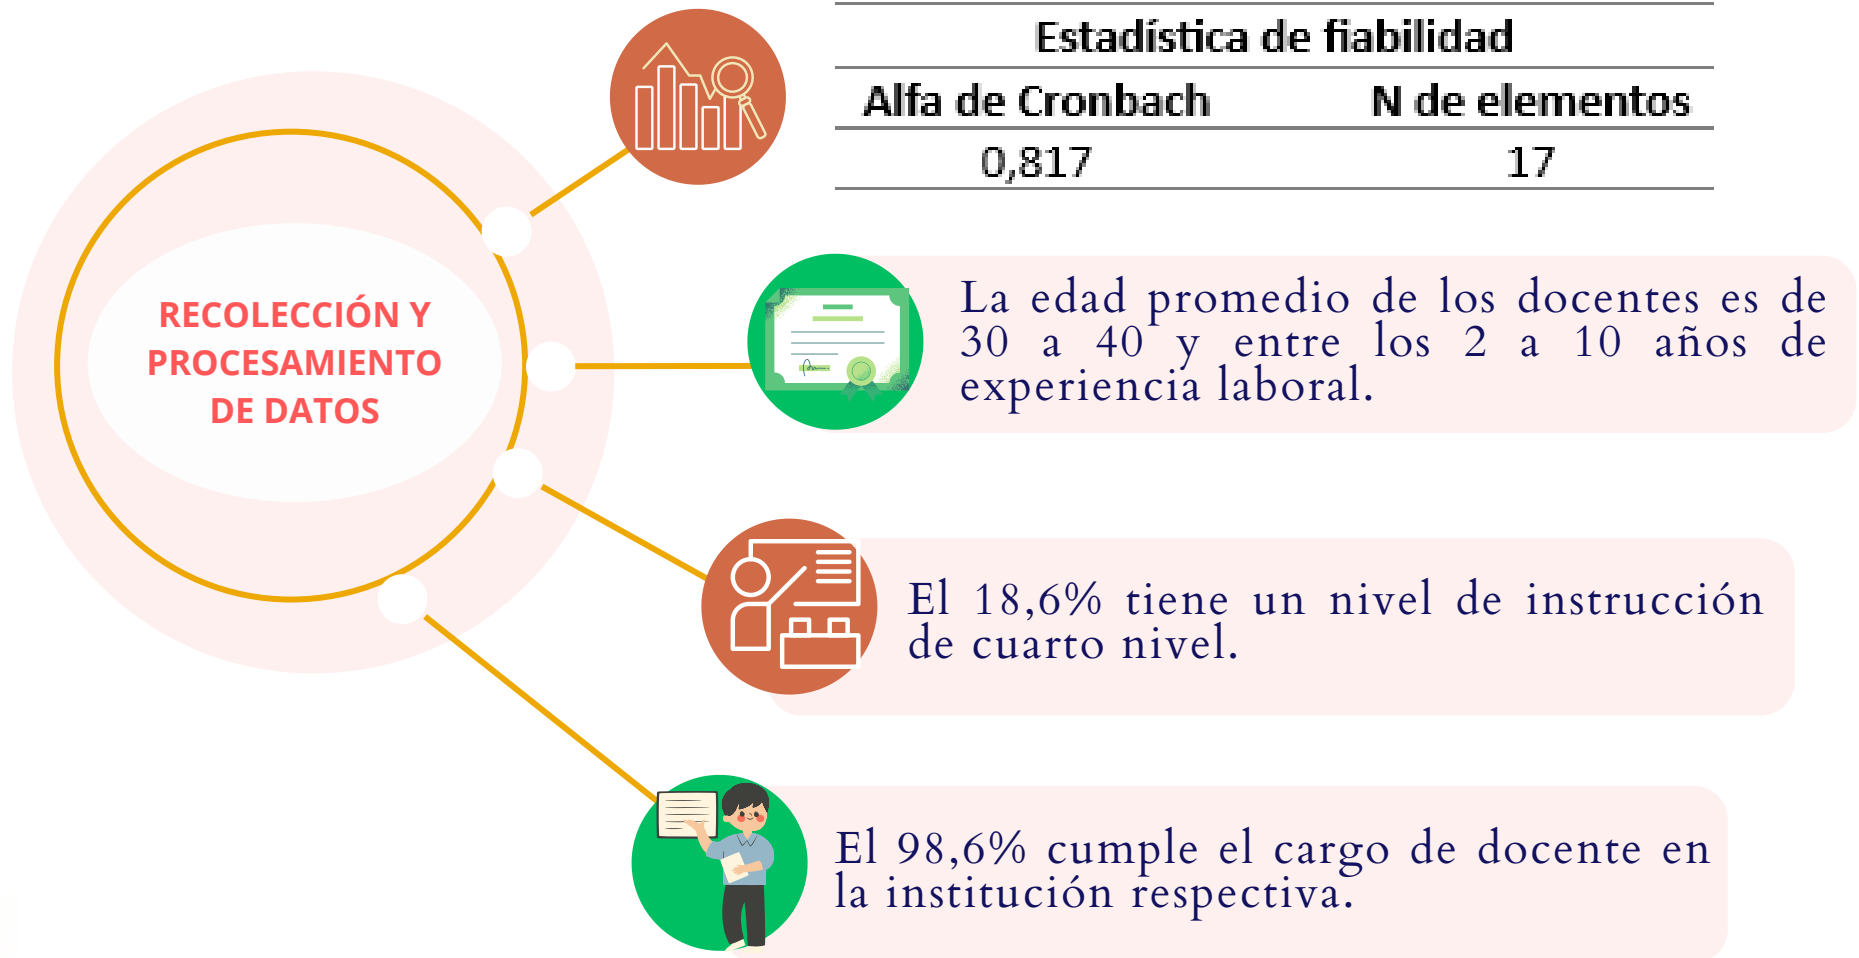 RECOLECCIÓN Y
PROCESAMIENTO
DE DATOS
Estadística de fiabilidad
Alfa de Cronbach N de elementos
0,817 17
La edad promedio de los docentes es de
30 a 40 y entre los 2 a 10 años de
experiencia laboral.
El 18,6% tiene un nivel de instrucción
de cuarto nivel.
El 98,6% cumple el cargo de docente en
la institución respectiva.